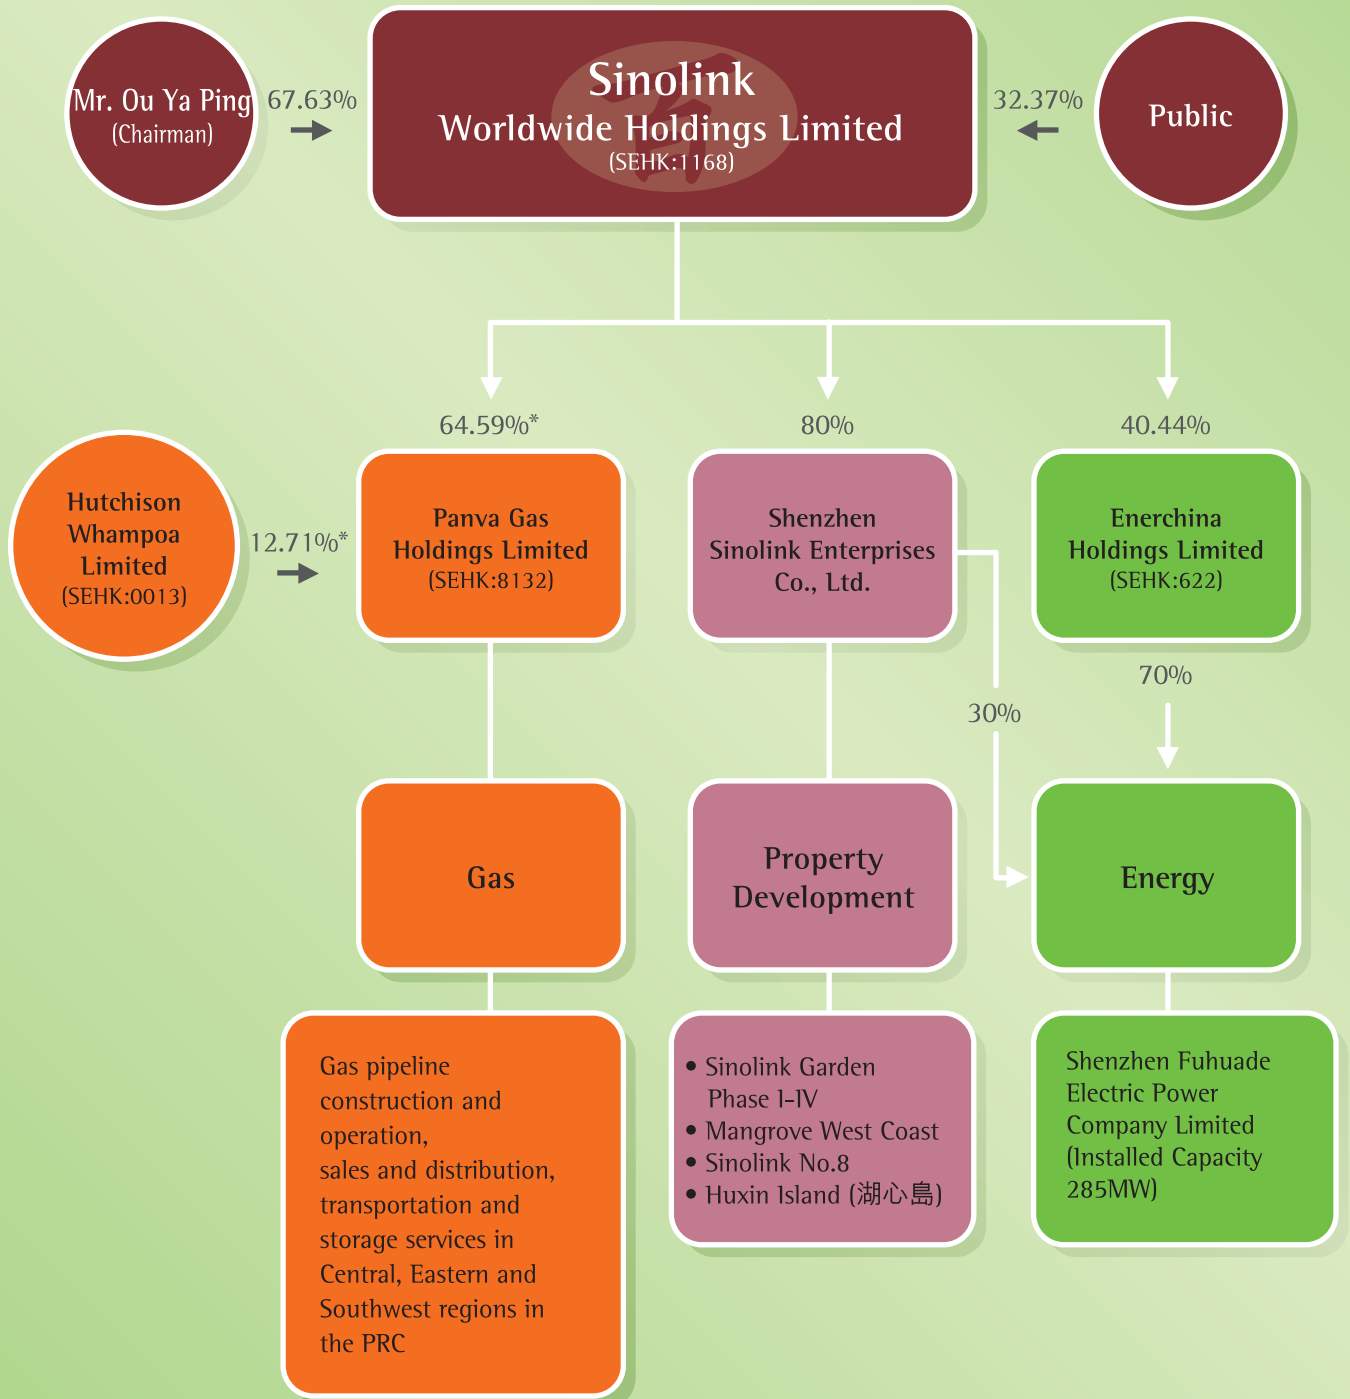 Mr. Ou Ya Ping
(Chairman)
67.63%
Sinolink
Worldwide Holdings Limited
(SEHK:1168)
32.37%
Public
64.59%*
80%
40.44%
Hutchison
Whampoa
Limited
(SEHK:0013)
12.71%*
Panva Gas
Holdings Limited
(SEHK:8132)
Shenzhen
Sinolink Enterprises
Co., Ltd.
Enerchina
Holdings Limited
(SEHK:622)
30%
70%
Gas
Property
Development
Energy
Gas pipeline
construction and
operation,
sales and distribution,
transportation and
storage services in
Central, Eastern and
Southwest regions in
the PRC
• Sinolink Garden
Phase I-IV
• Mangrove West Coast
• Sinolink No.8
• Huxin Island (湖心島)
Shenzhen Fuhuade
Electric Power
Company Limited
(Installed Capacity
285MW)